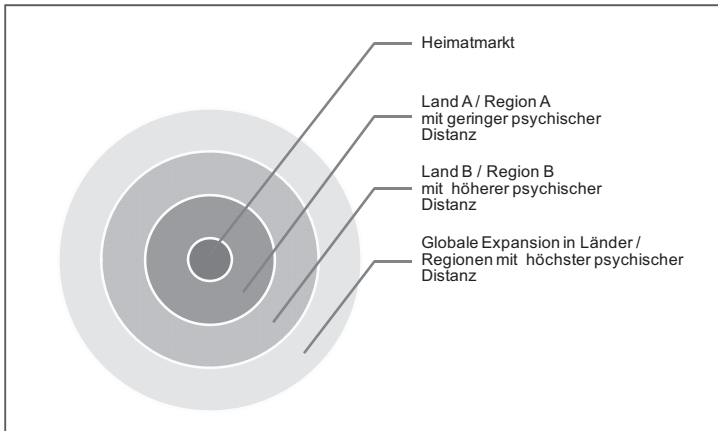 Heimatmarkt
Land A / Region A
mit geringer psychischer
Distanz
Land B / Region B
mit höherer psychischer
Distanz
Globale Expansion in Länder /
Regionen mit höchster psychischer
Distanz